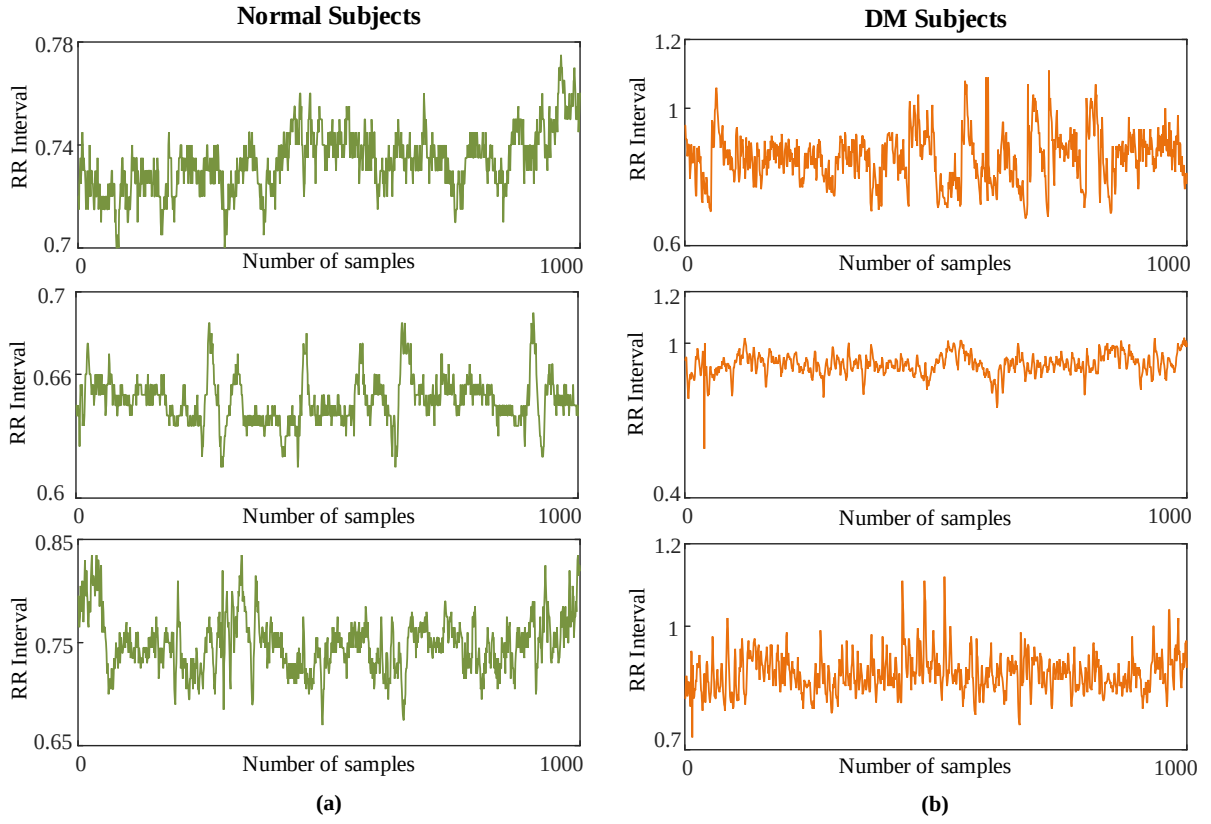 Normal Subjects
0.78
0.74
0.7
RR Interval
0
Number of samples
1000
0.7
0.66
0.6
RR Interval
0
Number of samples
1000
0.85
0.75
0.65
RR Interval
0
Number of samples
1000
(a)
DM Subjects
1.2
1
0.6
RR Interval
0
Number of samples
1000
1.2
1
0.4
RR Interval
0
Number of samples
1000
1.2
1
0.7
RR Interval
0
Number of samples
1000
(b)